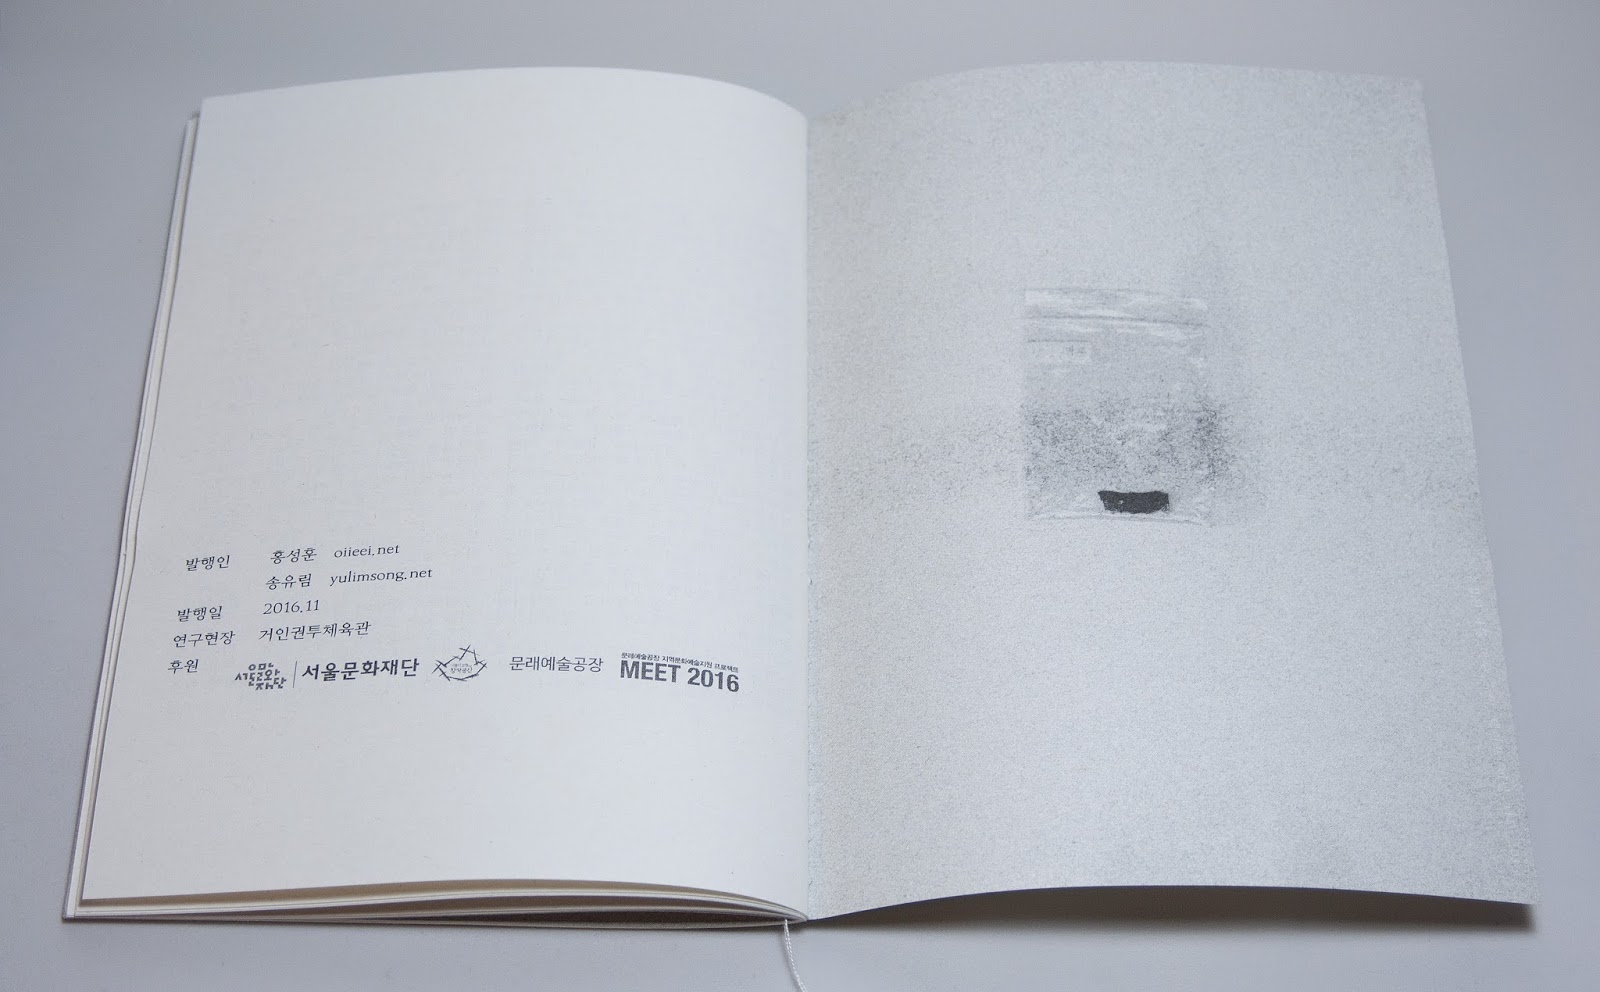 발행인 홍성훈 oiieei.net
송유림 yulimsong.net
발행일 2016.11
연구현장 거인권투체육관
후원 서울문화재단 서울문화재단 문래예술공장 문래예술공장 지역문화예술지원 프로젝트
MEET 2016